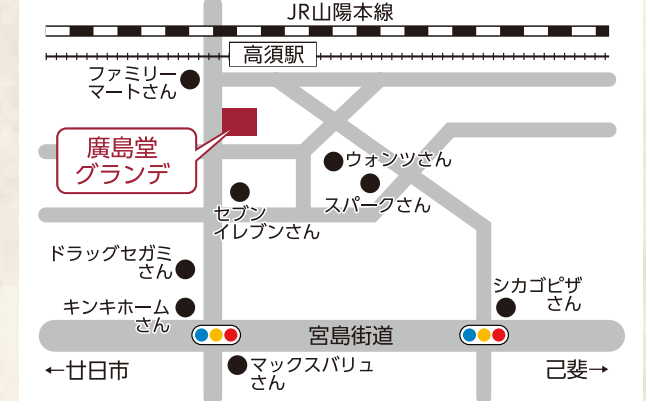 JR山陽本線
高須駅
ファミリー
マートさん
廣島堂
グランデ
ウォンツさん
スパークさん
セブン
イレブンさん
ドラッグセガミ
さん
キンキホーム
さん
シカゴピザ
さん
宮島街道
←廿日市
マックスバリュ
さん
己斐→